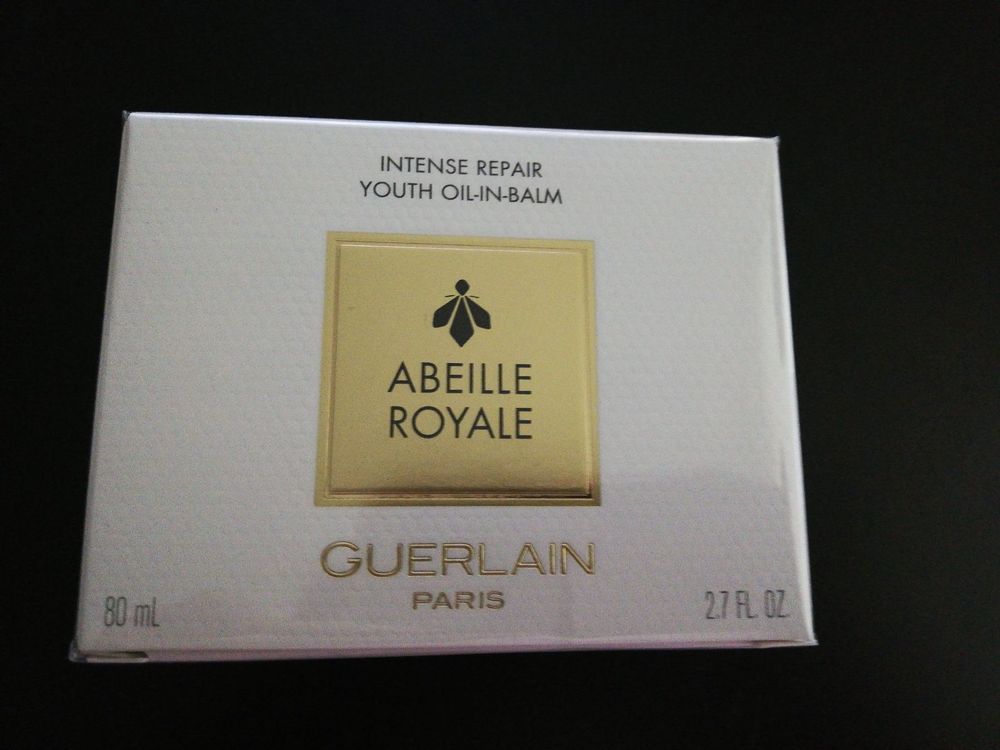 INTENSE REPAIR
YOUTH OIL-IN-BALM
ABEILLE
ROYALE
GUERLAIN
PARIS
80 mL
2.7 FL. OZ.